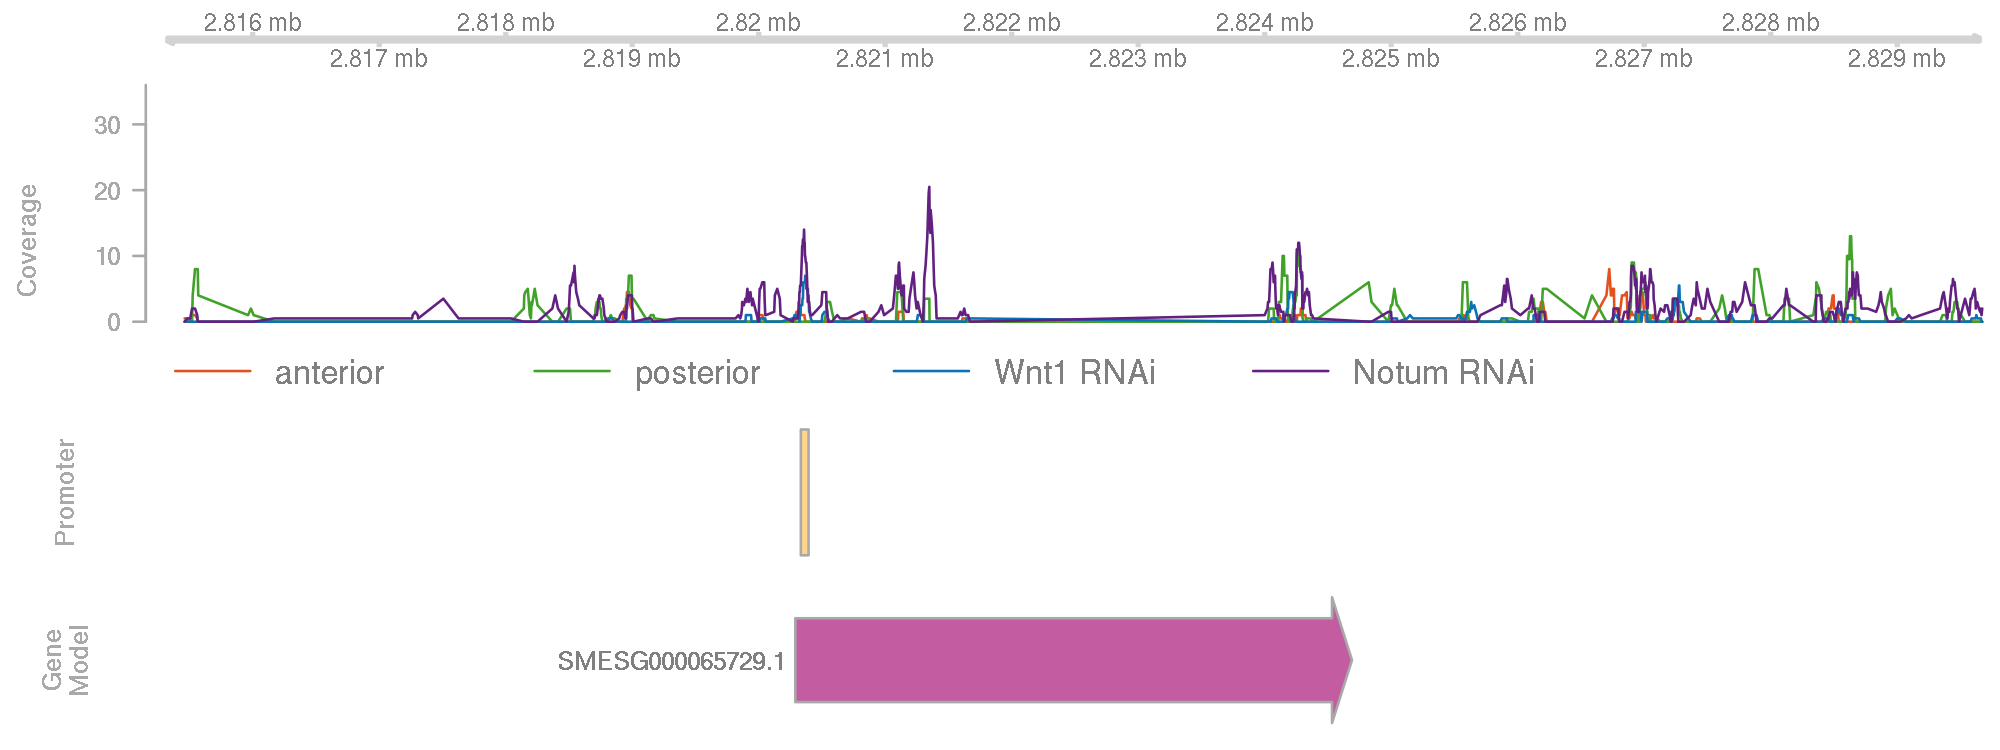 2.816 mb 2.818 mb 2.82 mb 2.822 mb 2.824 mb 2.826 mb 2.828 mb
2.817 mb 2.819 mb 2.821 mb 2.823 mb 2.825 mb 2.827 mb 2.829 mb
Coverage
30
20
10
0
anterior posterior Wnt1 RNAi Notum RNAi
Promoter
Gene
Model
SMESG000065729.1